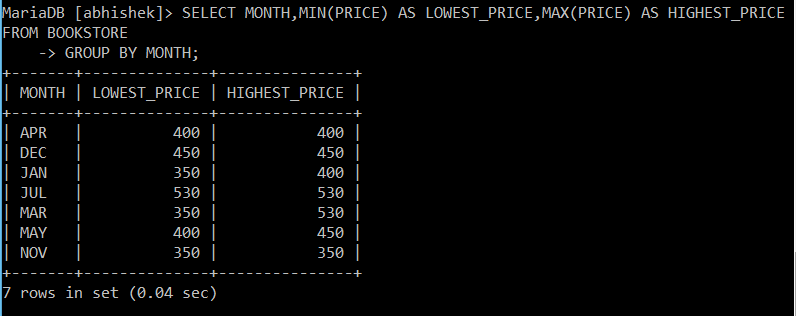 MariaDB [abhishek]> SELECT MONTH,MIN(PRICE) AS LOWEST_PRICE,MAX(PRICE) AS HIGHEST_PRICE
FROM BOOKSTORE
    -> GROUP BY MONTH;
+-------+--------------+---------------+
| MONTH | LOWEST_PRICE | HIGHEST_PRICE |
+-------+--------------+---------------+
| APR   |          400 |           400 |
| DEC   |          450 |           450 |
| JAN   |          350 |           400 |
| JUL   |          530 |           530 |
| MAR   |          350 |           530 |
| MAY   |          400 |           450 |
| NOV   |          350 |           350 |
+-------+--------------+---------------+
7 rows in set (0.04 sec)